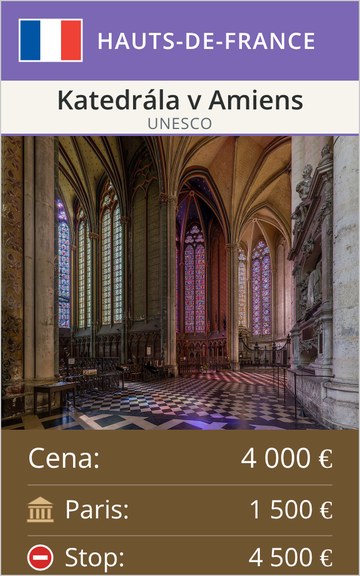 HAUTS-DE-FRANCE
Katedrála v Amiens
UNESCO
Cena: 4 000 €
Paris: 1 500 €
Stop: 4 500 €